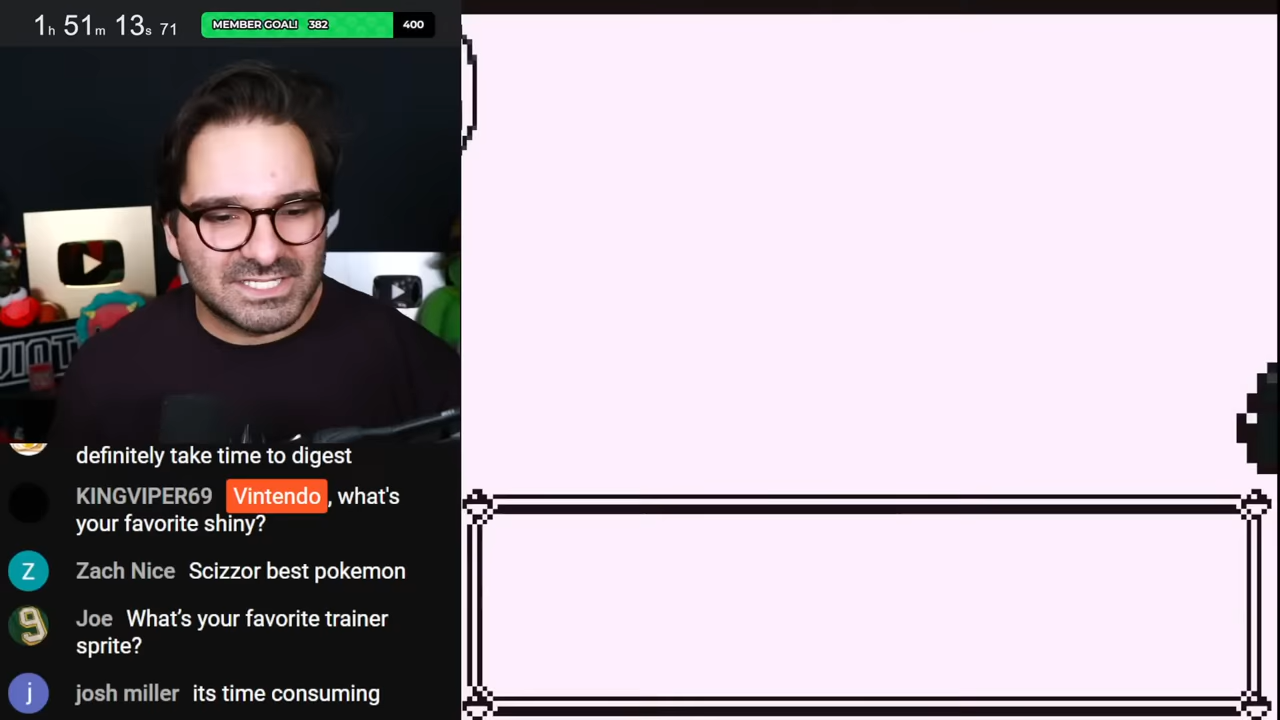 1h 51m 13s 71
MEMBER GOAL! 382 400
definitely take time to digest
KINGVIPER69 Vintendo, what's
your favorite shiny?
Z Zach Nice Scizzor best pokemon
9 Joe What’s your favorite trainer
sprite?
j josh miller its time consuming